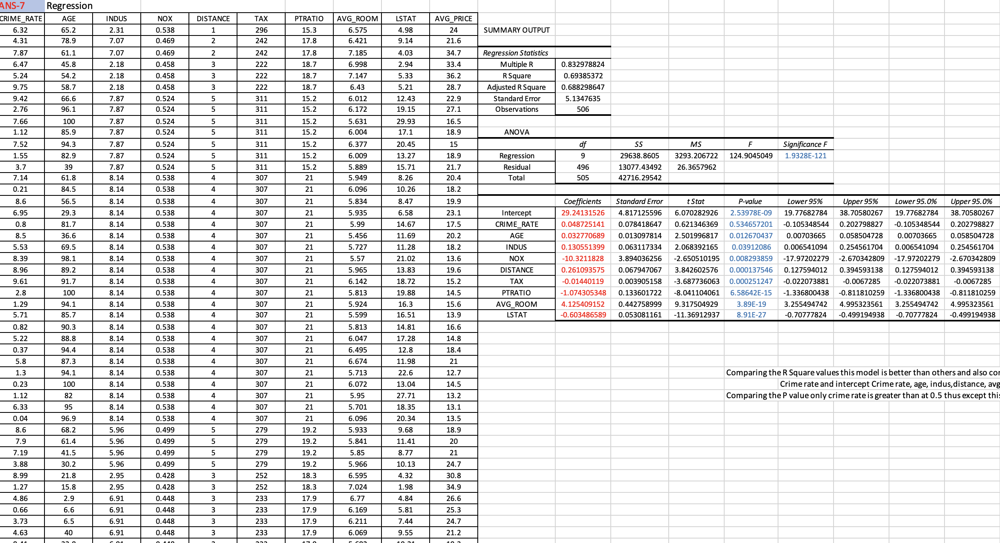 ANS-7 Regression
CRIME_RATE AGE INDUS NOX DISTANCE TAX PTRATIO AVG_ROOM LSTAT AVG_PRICE
6.32 65.2 2.31 0.538 1 296 15.3 6.575 4.98 24 SUMMARY OUTPUT
4.31 78.9 7.07 0.469 2 242 17.8 6.421 9.14 21.6
7.87 61.1 7.07 0.469 2 242 17.8 7.185 4.03 34.7 Regression Statistics
6.47 45.8 2.18 0.458 3 222 18.7 6.998 2.94 33.4 Multiple R 0.832978824
5.24 54.2 2.18 0.458 3 222 18.7 7.147 5.33 36.2 R Square 0.69385372
9.75 58.7 2.18 0.458 3 222 18.7 6.43 5.21 28.7 Adjusted R Square 0.688298647
9.42 66.6 7.87 0.524 5 311 15.2 6.012 12.43 22.9 Standard Error 5.1347635
2.76 96.1 7.87 0.524 5 311 15.2 6.172 19.15 27.1 Observations 506
7.66 100 7.87 0.524 5 311 15.2 5.631 29.93 16.5
1.12 85.9 7.87 0.524 5 311 15.2 6.004 17.1 18.9 ANOVA
7.52 94.3 7.87 0.524 5 311 15.2 6.377 20.45 15 df SS MS F Significance F
1.55 82.9 7.87 0.524 5 311 15.2 6.009 13.27 18.9 Regression 9 29638.8605 3293.206722 124.9045049 1.9328E-121
3.7 39 7.87 0.524 5 311 15.2 5.889 15.71 21.7 Residual 496 13077.43492 26.3657962
7.14 61.8 8.14 0.538 4 307 21 5.949 8.26 20.4 Total 505 42716.29542
0.21 84.5 8.14 0.538 4 307 21 6.096 10.26 18.2
8.6 56.5 8.14 0.538 4 307 21 5.834 8.47 19.9 Coefficients Standard Error t Stat P-value Lower 95% Upper 95% Lower 95.0% Upper 95.0%
6.95 29.3 8.14 0.538 4 307 21 5.935 6.58 23.1 Intercept 29.24131526 4.817125596 6.070282926 2.53978E-09 19.77682784 38.70580267 19.77682784 38.70580267
0.8 81.7 8.14 0.538 4 307 21 5.99 14.67 17.5 CRIME_RATE 0.048725141 0.078418647 0.621346369 0.534657201 -0.105348544 0.202798827 -0.105348544 0.202798827
8.5 36.6 8.14 0.538 4 307 21 5.456 11.69 20.2 AGE 0.032770689 0.013097814 2.501996817 0.012670437 0.00703665 0.058504728 0.00703665 0.058504728
5.53 69.5 8.14 0.538 4 307 21 5.727 11.28 18.2 INDUS 0.130551399 0.063117334 2.068392165 0.03912086 0.006541094 0.254561704 0.006541094 0.254561704
8.39 98.1 8.14 0.538 4 307 21 5.57 21.02 13.6 NOX -10.3211828 3.894036256 -2.650510195 0.008293859 -17.97202279 -2.670342809 -17.97202279 -2.670342809
8.96 89.2 8.14 0.538 4 307 21 5.965 13.83 19.6 DISTANCE 0.261093575 0.067947067 3.842602576 0.000137546 0.127594012 0.394593138 0.127594012 0.394593138
9.61 91.7 8.14 0.538 4 307 21 6.142 18.72 15.2 TAX -0.01440119 0.003905158 -3.687736063 0.000251247 -0.022073881 -0.0067285 -0.022073881 -0.0067285
2.8 100 8.14 0.538 4 307 21 5.813 19.88 14.5 PTRATIO -1.074305348 0.133601722 -8.041104061 6.58642E-15 -1.336800438 -0.811810259 -1.336800438 -0.811810259
1.29 94.1 8.14 0.538 4 307 21 5.924 16.3 15.6 AVG_ROOM 4.125409152 0.442758999 9.317504929 3.89E-19 3.255494742 4.995323561 3.255494742 4.995323561
5.71 85.7 8.14 0.538 4 307 21 5.599 16.51 13.9 LSTAT -0.603486589 0.053081161 -11.36912937 8.91E-27 -0.70777824 -0.499194938 -0.70777824 -0.499194938
0.82 90.3 8.14 0.538 4 307 21 5.813 14.81 16.6
5.22 88.8 8.14 0.538 4 307 21 6.047 17.28 14.8
0.37 94.4 8.14 0.538 4 307 21 6.495 12.8 18.4
5.8 87.3 8.14 0.538 4 307 21 6.674 11.98 21
1.3 94.1 8.14 0.538 4 307 21 5.713 22.6 12.7 Comparing the R Square values this model is better than others and also
0.23 100 8.14 0.538 4 307 21 6.072 13.04 14.5 Crime rate and intercept Crime rate, age, indus,distance, avg
1.12 82 8.14 0.538 4 307 21 5.95 27.71 13.2 Comparing the P value only crime rate is greater than at 0.5 thus except this
6.33 95 8.14 0.538 4 307 21 5.701 18.35 13.1
0.04 96.9 8.14 0.538 4 307 21 6.096 20.34 13.5
8.6 68.2 5.96 0.499 5 279 19.2 5.933 9.68 18.9
7.9 61.4 5.96 0.499 5 279 19.2 5.841 11.41 20
7.19 41.5 5.96 0.499 5 279 19.2 5.85 8.77 21
3.88 30.2 5.96 0.499 5 279 19.2 5.966 10.13 24.7
8.99 21.8 2.95 0.428 3 252 18.3 6.595 4.32 30.8
1.27 15.8 2.95 0.428 3 252 18.3 7.024 1.98 34.9
4.86 2.9 6.91 0.448 3 233 17.9 6.77 4.84 26.6
0.66 6.6 6.91 0.448 3 233 17.9 6.169 5.81 25.3
3.73 6.5 6.91 0.448 3 233 17.9 6.211 7.44 24.7
4.63 40 6.91 0.448 3 233 17.9 6.069 9.55 21.2